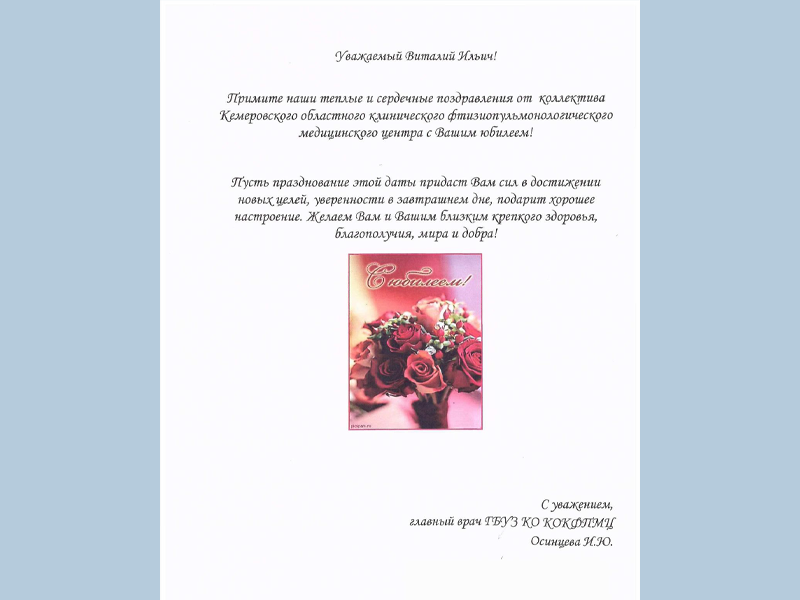 Уважаемый Виталий Ильич!
Примите наши теплые и сердечные поздравления от коллектива
Кемеровского областного клинического фтизиопульмонологического
медицинского центра с Вашим юбилеем!
Пусть празднование этой даты придаст Вам сил в достижении
новых целей, уверенности в завтрашнем дне, подарит хорошее
настроение. Желаем Вам и Вашим близким крепкого здоровья,
благополучия, мира и добра!
С юбилеем!
С уважением,
главный врач ГБУЗ КО КОКФПМЦ
Осинцева И.Ю.